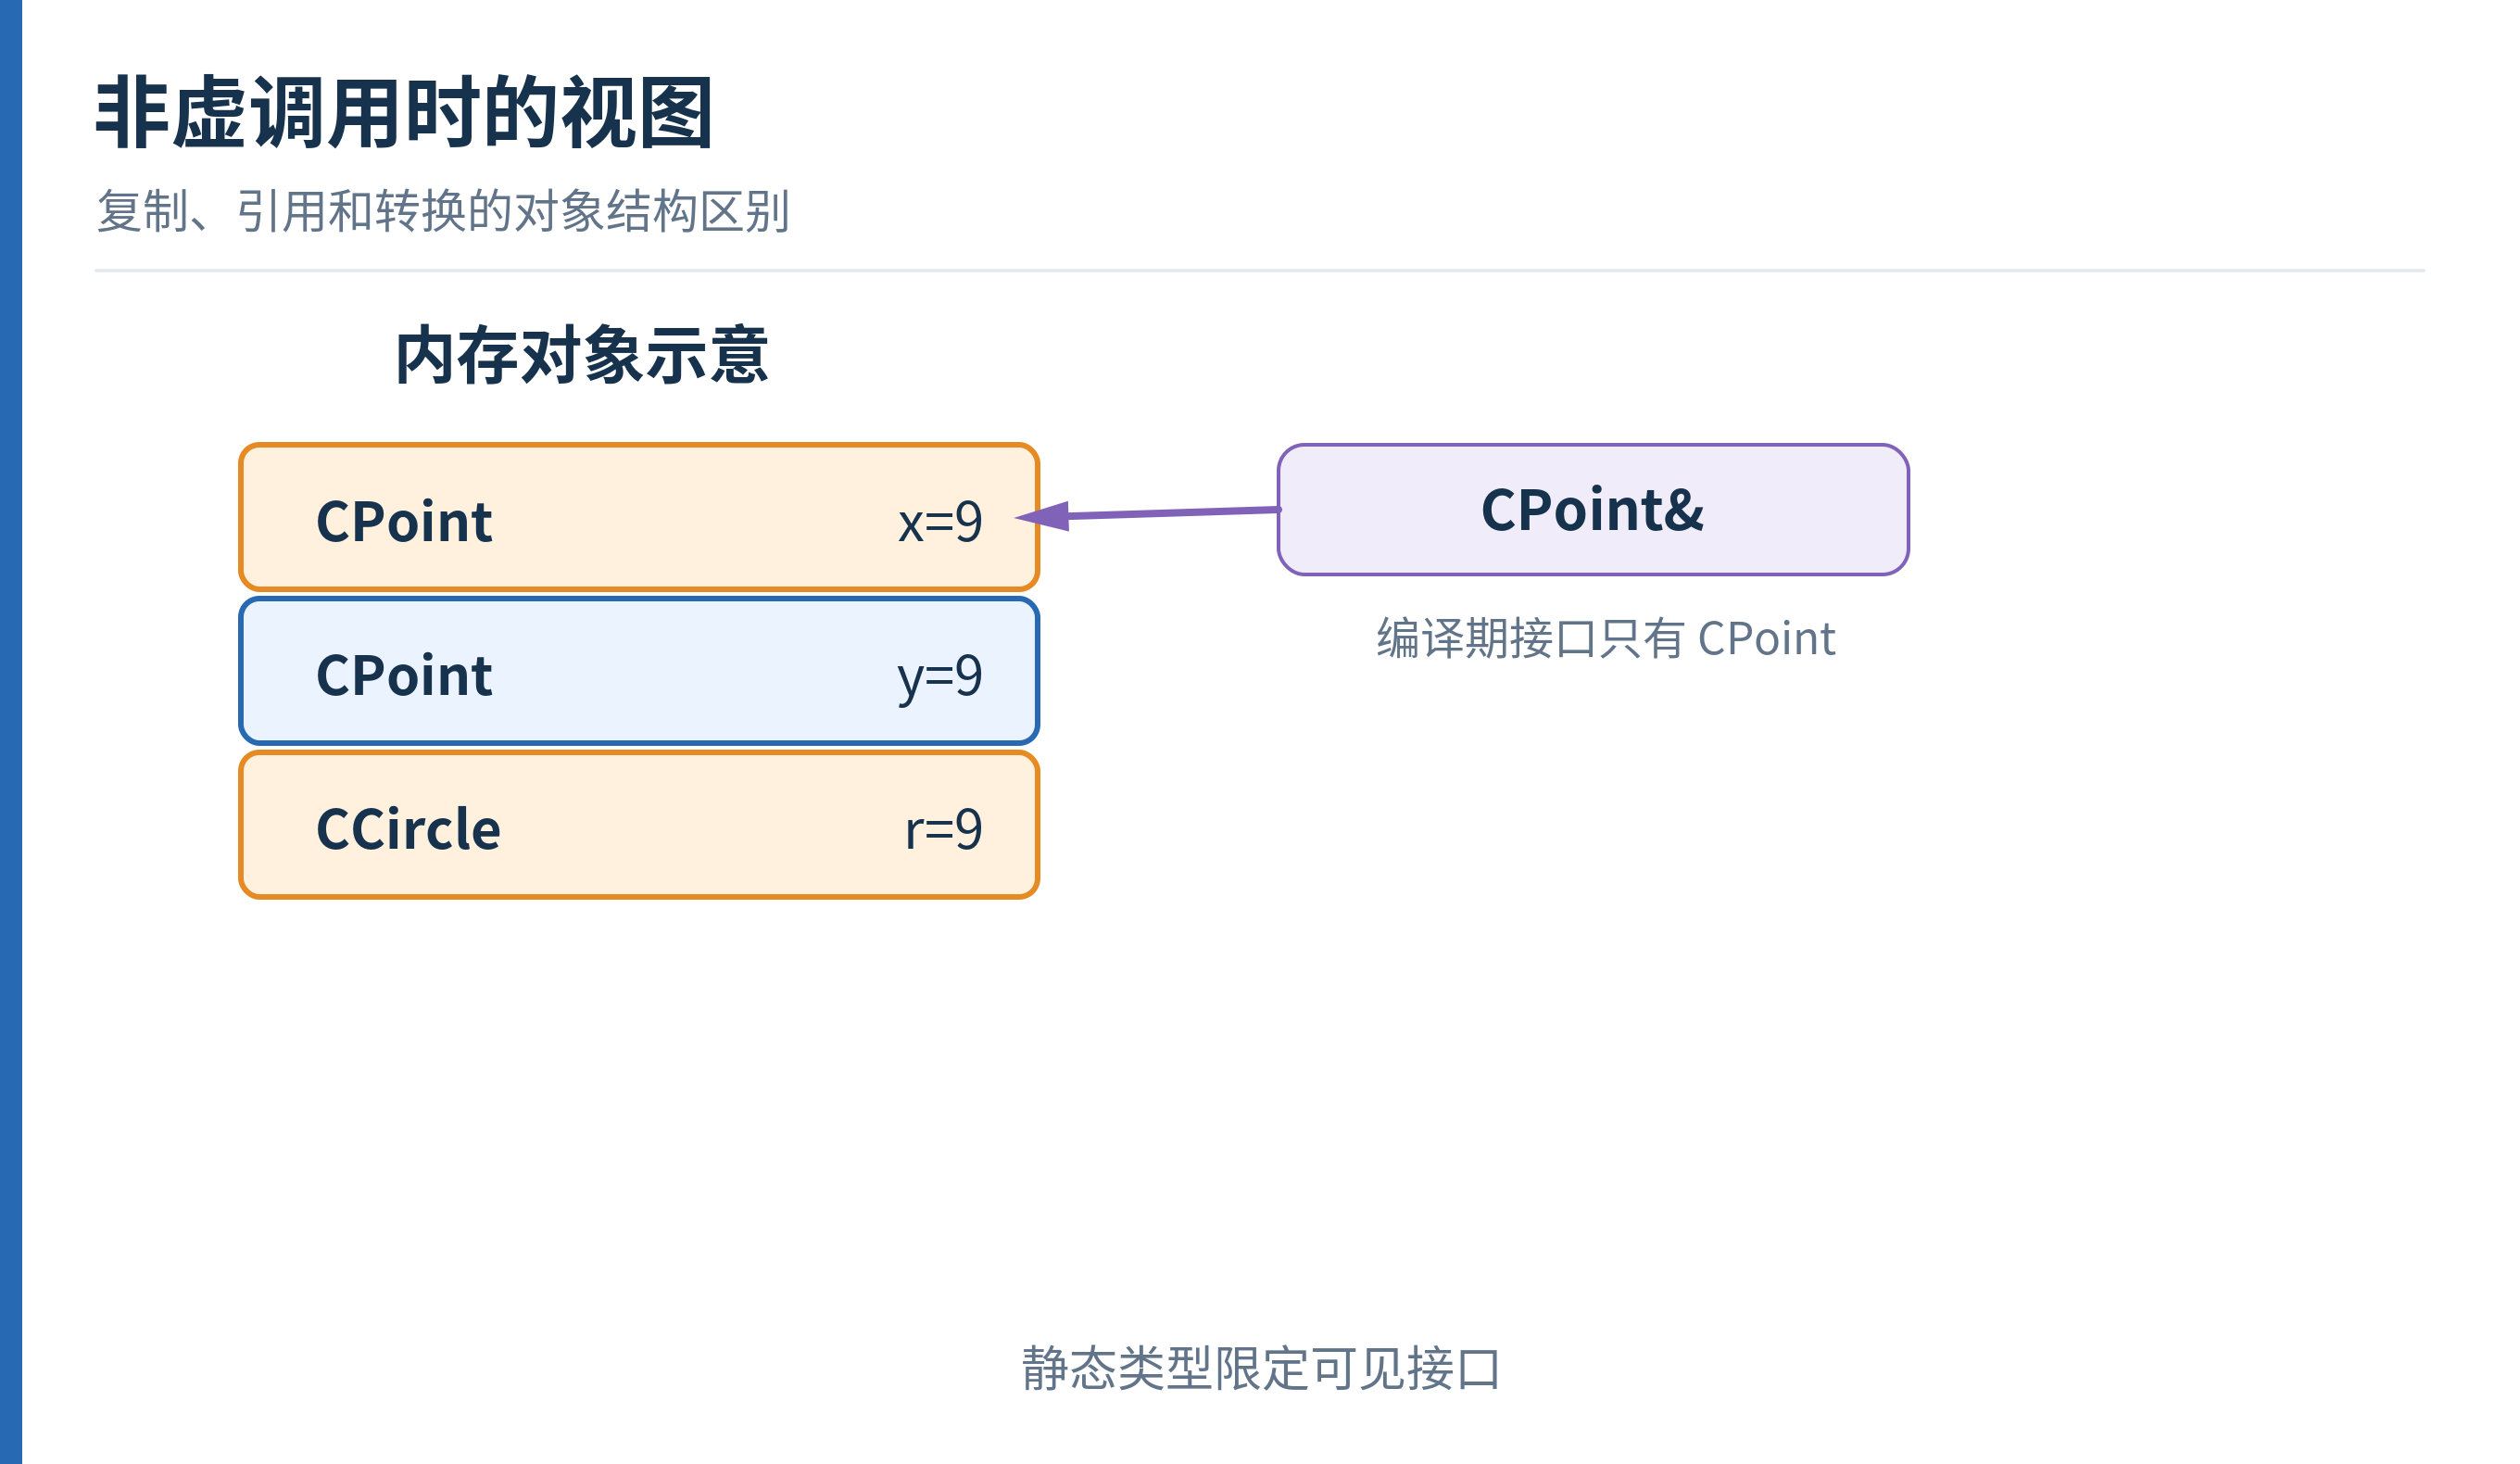 非虚调用时的视图
复制、引用和转换的对象结构区别
内存对象示意
CPoint x=9
CPoint&
CPoint y=9
编译期接口只有 CPoint
CCircle r=9
静态类型限定可见接口